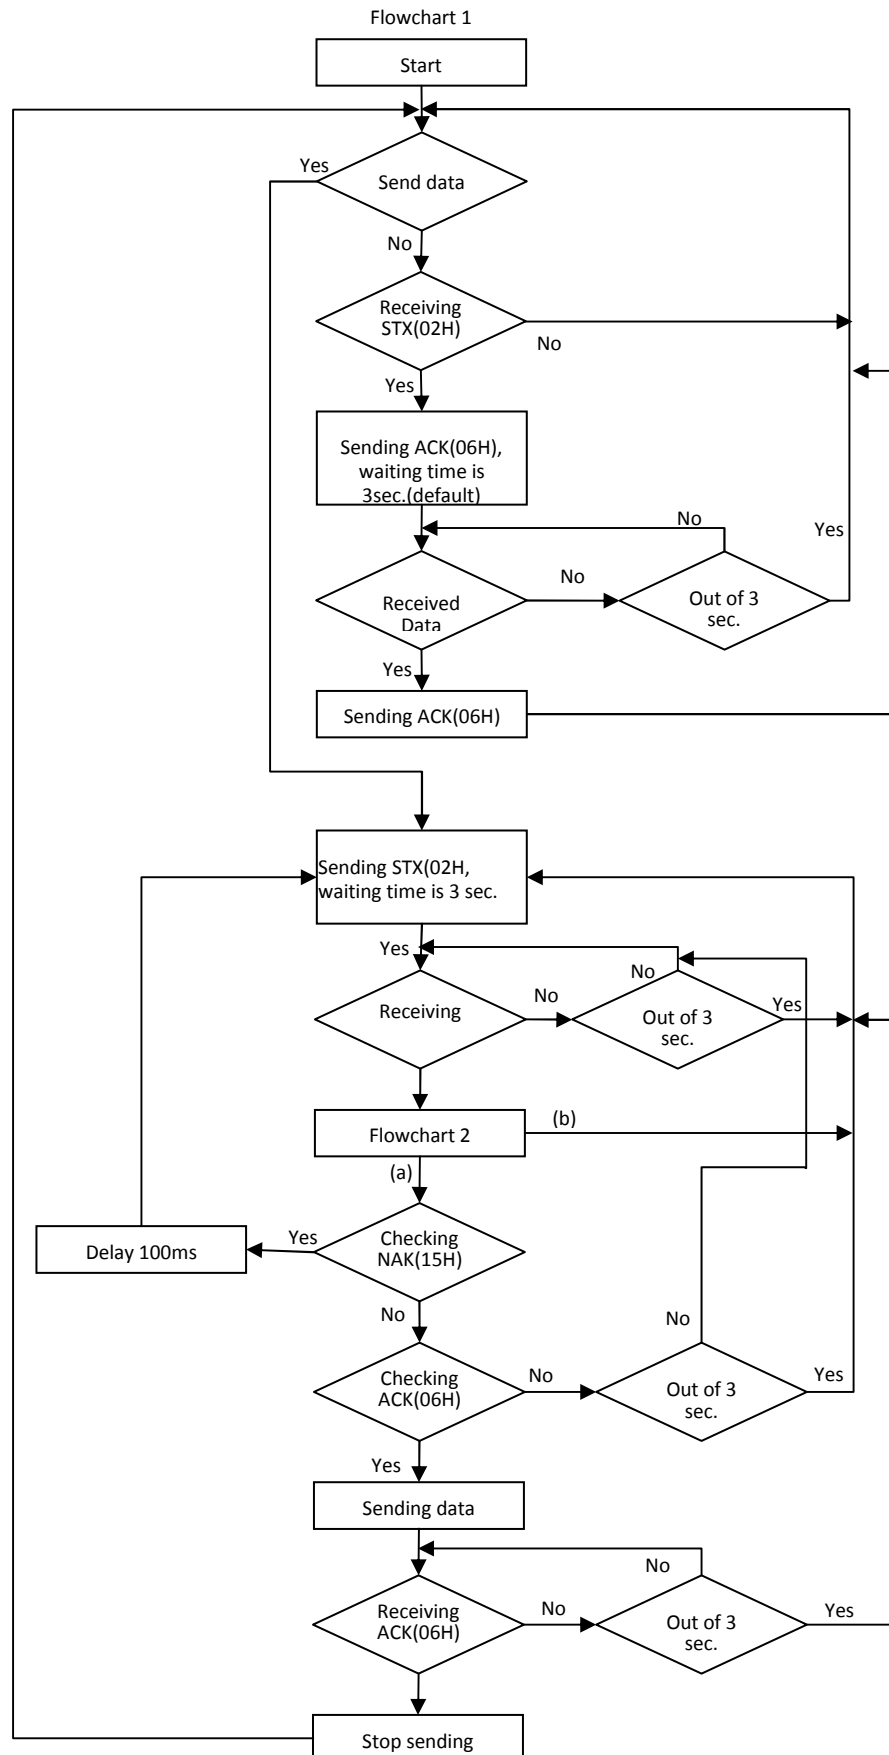 Flowchart 1
Start
Yes
Send data
No
Receiving
STX(02H)
No
Yes
Sending ACK(06H),
waiting time is
3sec.(default)
No
Yes
No
Received
Data
Out of 3
sec.
Yes
Sending ACK(06H)
Sending STX(02H,
waiting time is 3 sec.
Yes
No
Receiving
No
Out of 3
sec.
Yes
Flowchart 2
(b)
(a)
Yes
Checking
NAK(15H)
Delay 100ms
No
No
Checking
ACK(06H)
No
Out of 3
sec.
Yes
Yes
Sending data
No
Receiving
ACK(06H)
No
Out of 3
sec.
Yes
Stop sending